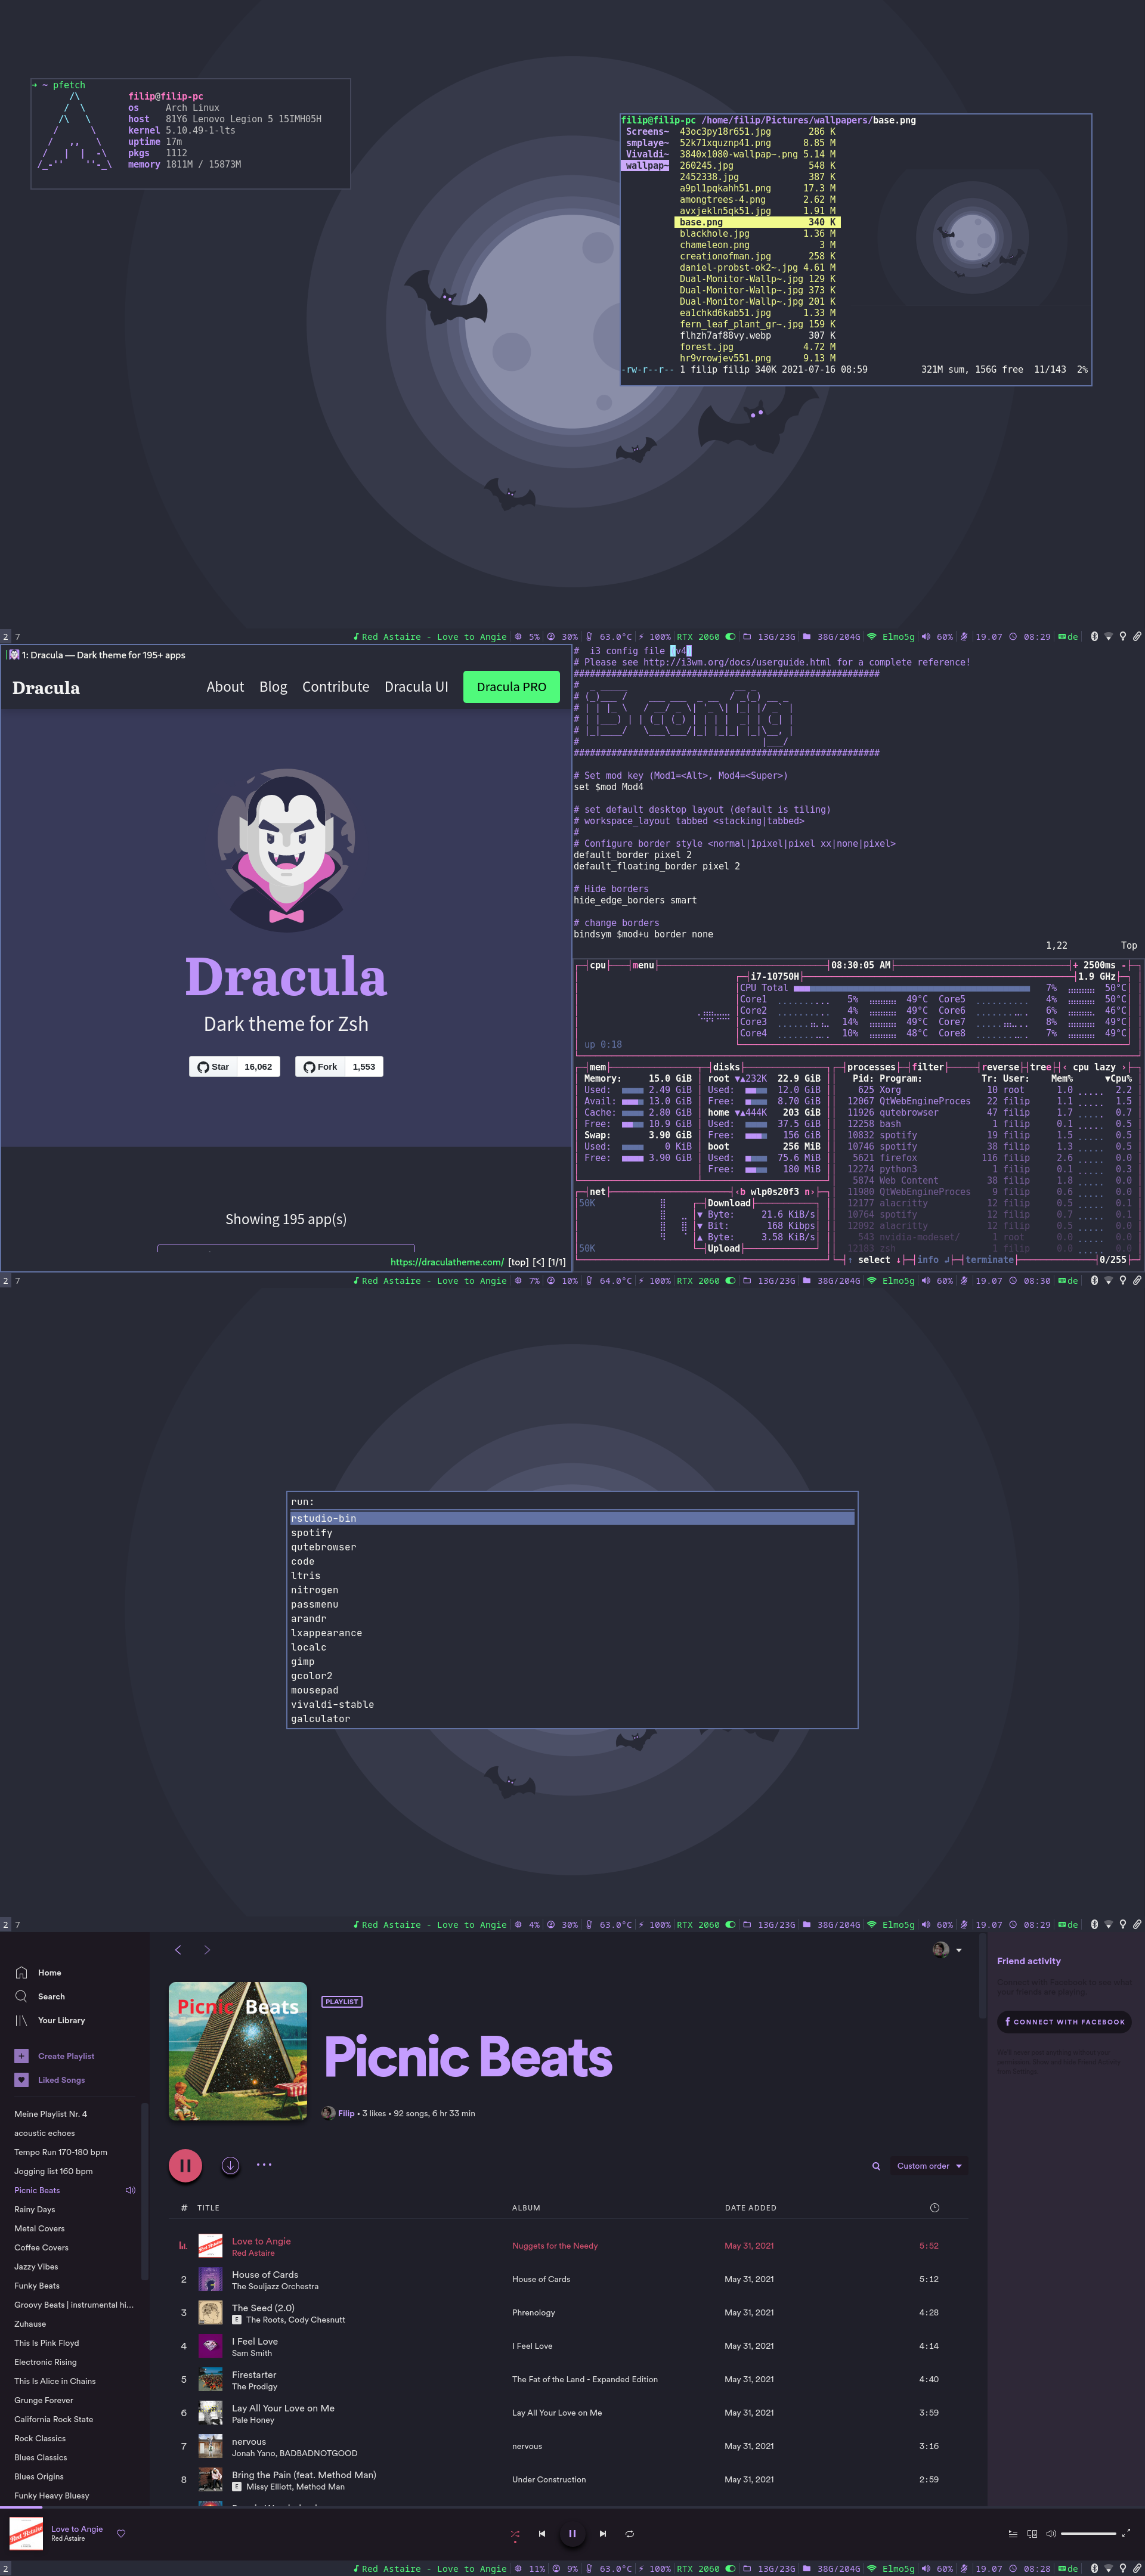 ➜ ~ pfetch
filip@filip-pc
os Arch Linux
host 81Y6 Lenovo Legion 5 15IMH05H
kernel 5.10.49-1-lts
uptime 17m
pkgs 1112
memory 1811M / 15873M
filip@filip-pc /home/filip/Pictures/wallpapers/base.png
Screens~ 43oc3py18r651.jpg 286 K
smplaye~ 52k71xquznp41.png 8.85 M
Vivaldi~ 3840x1080-wallpap~.png 5.14 M
wallpap~ 260245.jpg 548 K
2452338.jpg 387 K
a9pl1pqkahh51.png 17.3 M
amongtrees-4.png 2.62 M
avxjekln5qk51.jpg 1.91 M
base.png 340 K
blackhole.jpg 1.36 M
chameleon.png 3 M
creationofman.jpg 258 K
daniel-probst-ok2~.jpg 4.61 M
Dual-Monitor-Wallp~.jpg 129 K
Dual-Monitor-Wallp~.jpg 373 K
Dual-Monitor-Wallp~.jpg 201 K
ea1chkd6kab51.jpg 1.33 M
fern_leaf_plant_gr~.jpg 159 K
flhzh7af88vy.webp 307 K
forest.jpg 4.72 M
hr9vrowjev551.png 9.13 M
-rw-r--r-- 1 filip filip 340K 2021-07-16 08:59 321M sum, 156G free 11/143 2%
2 7 Red Astaire - Love to Angie 5% 30% 63.0°C 100% RTX 2060 13G/23G 38G/204G Elmo5g 60% 19.07 08:29 de
1: Dracula — Dark theme for 195+ apps
Dracula About Blog Contribute Dracula UI Dracula PRO
Dracula
Dark theme for Zsh
Star 16,062 Fork 1,553
Showing 195 app(s)
https://draculatheme.com/ [top] [<] [1/1]
# i3 config file (v4)
# Please see http://i3wm.org/docs/userguide.html for a complete reference!
#########################################################
#########################################################
# Set mod key (Mod1=<Alt>, Mod4=<Super>)
set $mod Mod4
# set default desktop layout (default is tiling)
# workspace_layout tabbed <stacking|tabbed>
#
# Configure border style <normal|1pixel|pixel xx|none|pixel>
default_border pixel 2
default_floating_border pixel 2
# Hide borders
hide_edge_borders smart
# change borders
bindsym $mod+u border none
1,22 Top
cpu menu 08:30:05 AM + 2500ms -
i7-10750H 1.9 GHz
CPU Total 7% 50°C
Core1 5% 49°C Core5 4% 50°C
Core2 4% 49°C Core6 6% 46°C
Core3 14% 49°C Core7 8% 49°C
Core4 10% 48°C Core8 7% 49°C
up 0:18
mem
Memory: 15.0 GiB
Used: 2.49 GiB
Avail: 13.0 GiB
Cache: 2.80 GiB
Free: 10.9 GiB
Swap: 3.90 GiB
Used: 0 KiB
Free: 3.90 GiB
disks
root ▼▲232K 22.9 GiB
Used: 12.0 GiB
Free: 8.70 GiB
home ▼▲444K 203 GiB
Used: 37.5 GiB
Free: 156 GiB
boot 256 MiB
Used: 75.6 MiB
Free: 180 MiB
net ‹b wlp0s20f3 n›
50K
Download
▼ Byte: 21.6 KiB/s
▼ Bit: 168 Kibps
▲ Byte: 3.58 KiB/s
50K
Upload
processes filter reverse tree ‹ cpu lazy ›
Pid: Program: Tr: User: Mem% ▼Cpu%
625 Xorg 10 root 1.0 2.2
12067 QtWebEngineProces 22 filip 1.1 1.5
11926 qutebrowser 47 filip 1.7 0.7
12258 bash 1 filip 0.1 0.5
10832 spotify 19 filip 1.5 0.5
10746 spotify 38 filip 1.3 0.5
5621 firefox 116 filip 2.6 0.0
12274 python3 1 filip 0.1 0.3
5874 Web Content 38 filip 1.8 0.0
11980 QtWebEngineProces 9 filip 0.6 0.0
12177 alacritty 12 filip 0.5 0.1
10764 spotify 12 filip 0.7 0.1
12092 alacritty 12 filip 0.5 0.0
543 nvidia-modeset/ 1 root 0.0 0.0
12183 zsh 1 filip 0.0 0.0
↑ select ↓ info ↲ terminate 0/255
2 7 Red Astaire - Love to Angie 7% 10% 64.0°C 100% RTX 2060 13G/23G 38G/204G Elmo5g 60% 19.07 08:30 de
run:
rstudio-bin
spotify
qutebrowser
code
ltris
nitrogen
passmenu
arandr
lxappearance
localc
gimp
gcolor2
mousepad
vivaldi-stable
galculator
2 7 Red Astaire - Love to Angie 4% 30% 63.0°C 100% RTX 2060 13G/23G 38G/204G Elmo5g 60% 19.07 08:29 de
Home
Search
Your Library
Create Playlist
Liked Songs
Meine Playlist Nr. 4
acoustic echoes
Tempo Run 170-180 bpm
Jogging list 160 bpm
Picnic Beats
Rainy Days
Metal Covers
Coffee Covers
Jazzy Vibes
Funky Beats
Groovy Beats | instrumental hi...
Zuhause
This Is Pink Floyd
Electronic Rising
This Is Alice in Chains
Grunge Forever
California Rock State
Rock Classics
Blues Classics
Blues Origins
Funky Heavy Bluesy
Picnic Beats
PLAYLIST
Picnic Beats
Filip • 3 likes • 92 songs, 6 hr 33 min
Custom order
# TITLE ALBUM DATE ADDED
Love to Angie Nuggets for the Needy May 31, 2021 5:52
Red Astaire
2 House of Cards House of Cards May 31, 2021 5:12
The Souljazz Orchestra
3 The Seed (2.0) Phrenology May 31, 2021 4:28
E The Roots, Cody Chesnutt
4 I Feel Love I Feel Love May 31, 2021 4:14
Sam Smith
5 Firestarter The Fat of the Land - Expanded Edition May 31, 2021 4:40
The Prodigy
6 Lay All Your Love on Me Lay All Your Love on Me May 31, 2021 3:59
Pale Honey
7 nervous nervous May 31, 2021 3:16
Jonah Yano, BADBADNOTGOOD
8 Bring the Pain (feat. Method Man) Under Construction May 31, 2021 2:59
E Missy Elliott, Method Man
Friend activity
CONNECT WITH FACEBOOK
Red Astaire
Love to Angie
Red Astaire
2 Red Astaire - Love to Angie 11% 9% 63.0°C 100% RTX 2060 13G/23G 38G/204G Elmo5g 60% 19.07 08:28 de